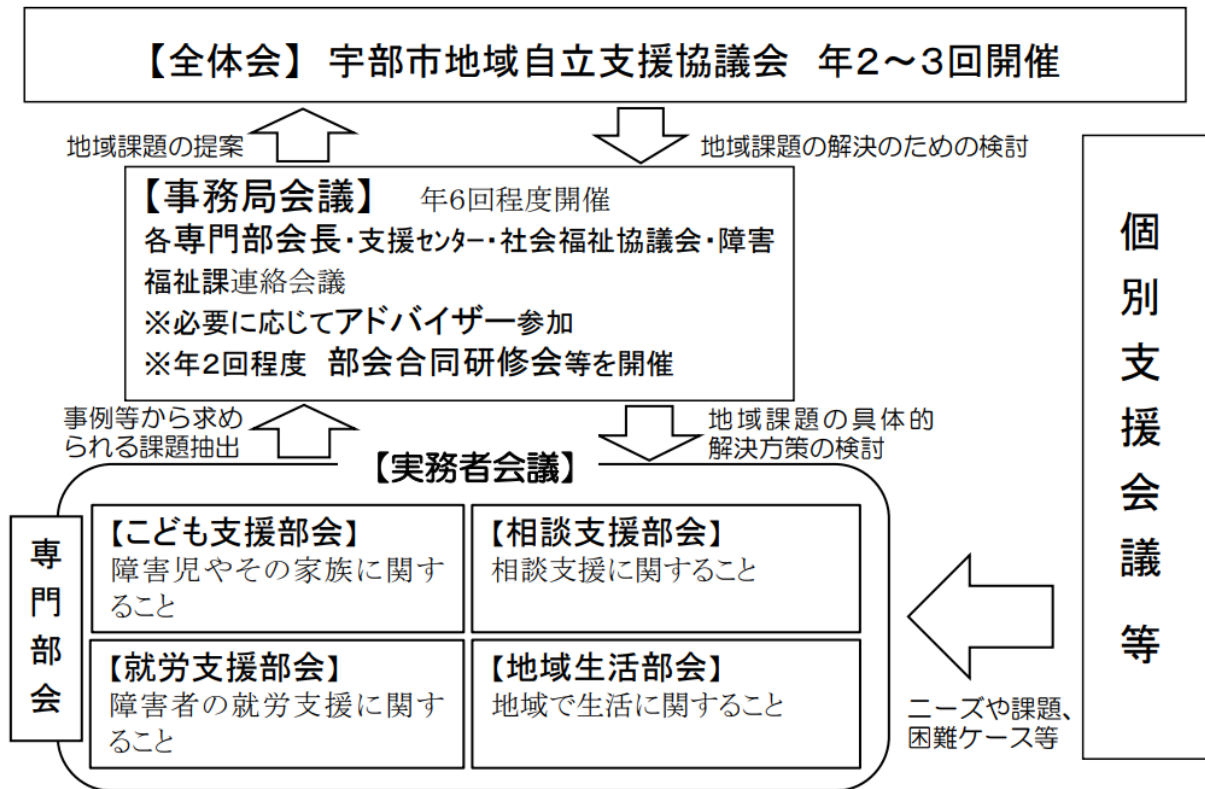 【全体会】 宇部市地域自立支援協議会 年2~3回開催
地域課題の提案
地域課題の解決のための検討
【事務局会議】 年6回程度開催
各専門部会長・支援センター・社会福祉協議会・障害
福祉課連絡会議
※必要に応じてアドバイザー参加
※年2回程度 部会合同研修会等を開催
事例等から求め
られる課題抽出
地域課題の具体的
解決方策の検討
【実務者会議】
専門部会
【こども支援部会】
障害児やその家族に関す
ること
【相談支援部会】
相談支援に関すること
【就労支援部会】
障害者の就労支援に関す
ること
【地域生活部会】
地域で生活に関すること
個別支援会議 等
ニーズや課題、
困難ケース等